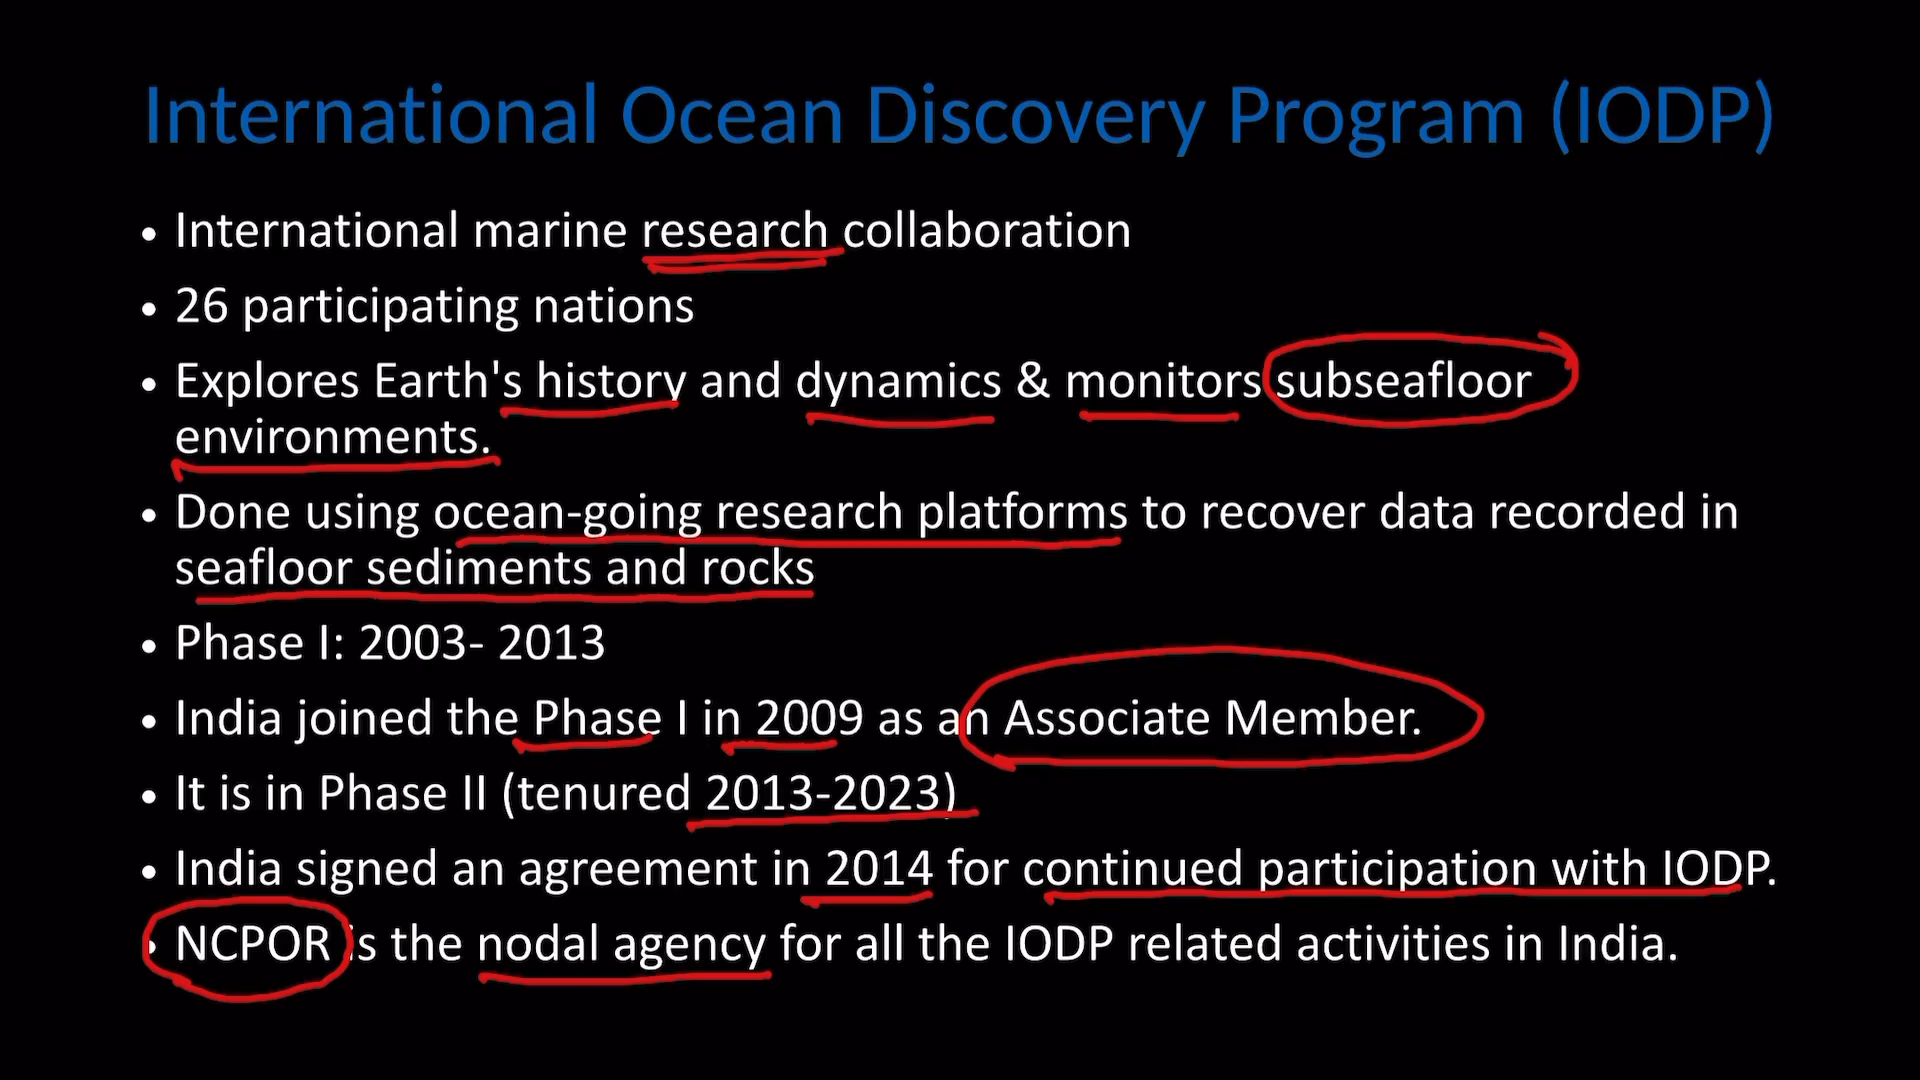 International Ocean Discovery Program (IODP)
• International marine research collaboration
• 26 participating nations
• Explores Earth's history and dynamics & monitors subseafloor
environments.
• Done using ocean-going research platforms to recover data recorded in
seafloor sediments and rocks
• Phase I: 2003- 2013
• India joined the Phase I in 2009 as an Associate Member.
• It is in Phase II (tenured 2013-2023)
• India signed an agreement in 2014 for continued participation with IODP.
• NCPOR is the nodal agency for all the IODP related activities in India.